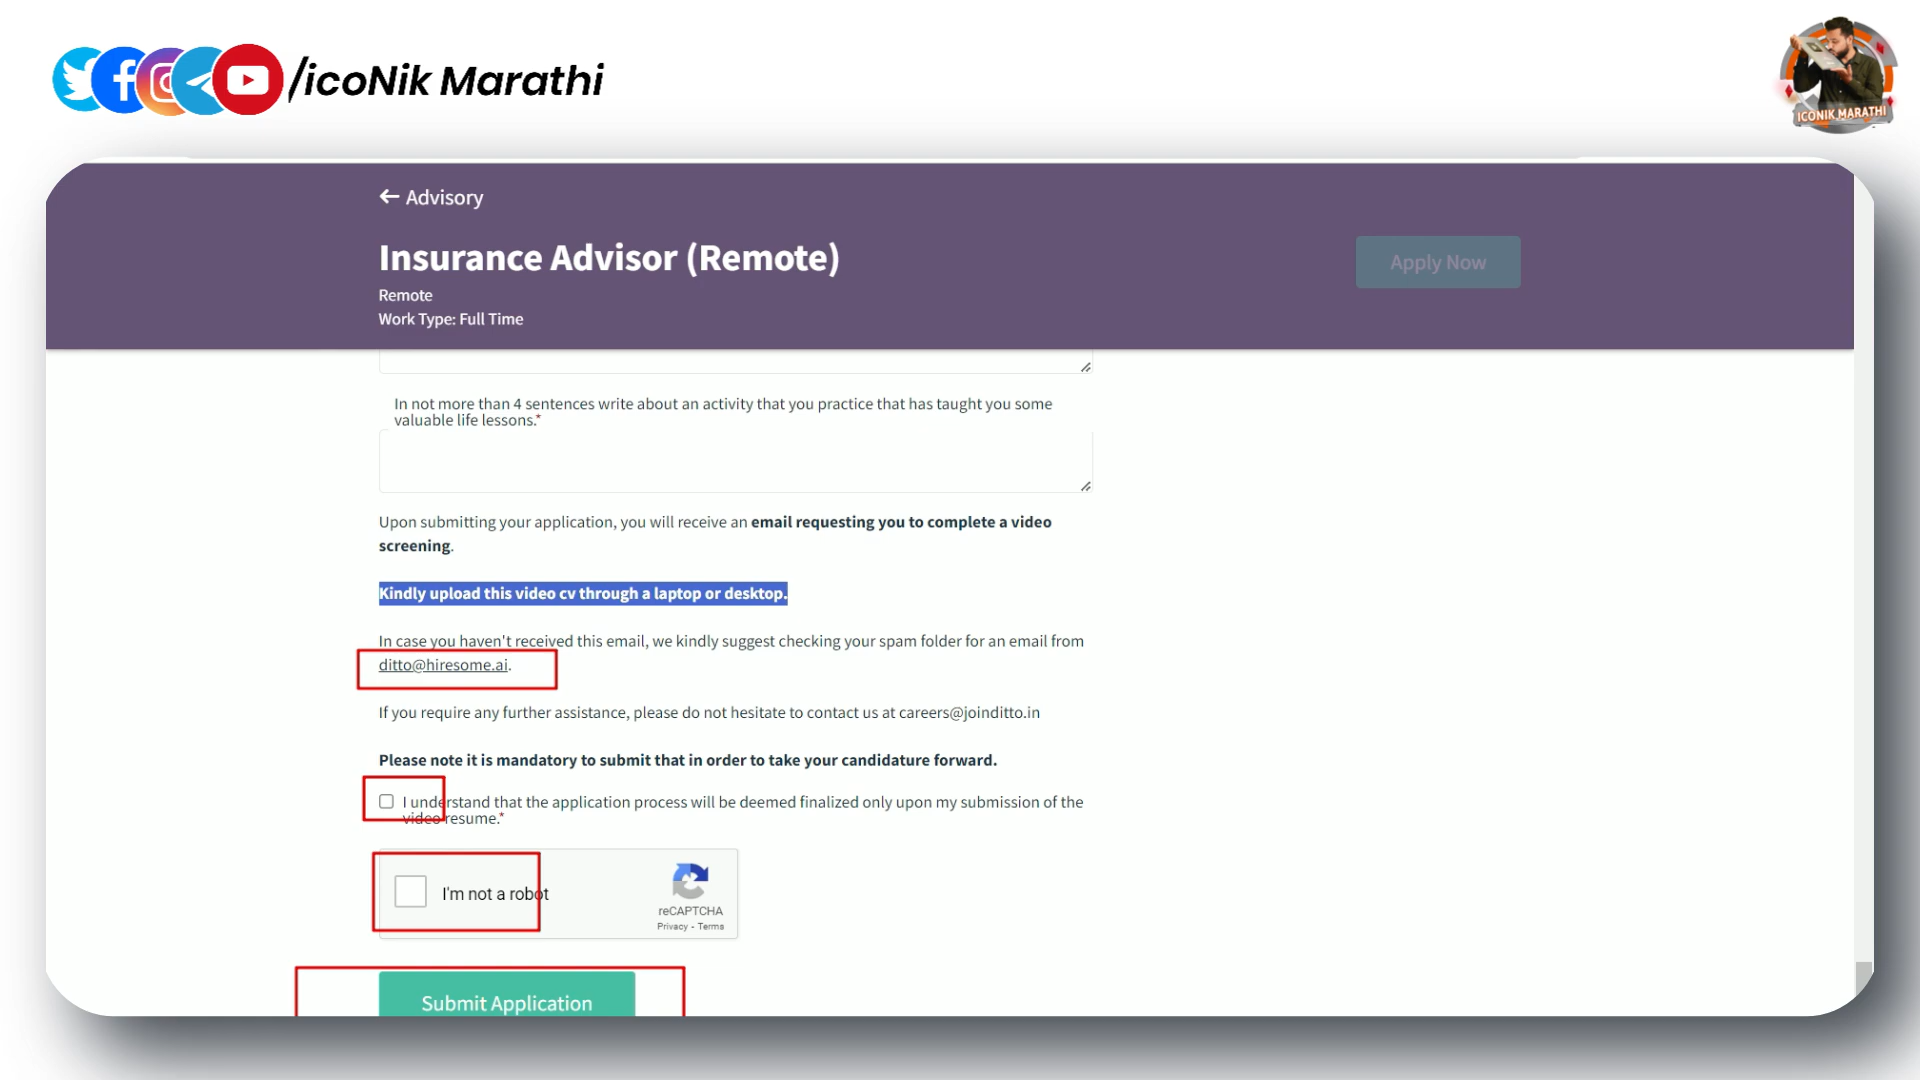 /icoNik Marathi
ICONIK MARATHI
← Advisory
Insurance Advisor (Remote)
Apply Now
Remote
Work Type: Full Time
In not more than 4 sentences write about an activity that you practice that has taught you some
valuable life lessons.*
Upon submitting your application, you will receive an email requesting you to complete a video
screening.
Kindly upload this video cv through a laptop or desktop.
In case you haven't received this email, we kindly suggest checking your spam folder for an email from
ditto@hiresome.ai.
If you require any further assistance, please do not hesitate to contact us at careers@joinditto.in
Please note it is mandatory to submit that in order to take your candidature forward.
I understand that the application process will be deemed finalized only upon my submission of the
video resume.*
I'm not a robot
reCAPTCHA
Privacy - Terms
Submit Application